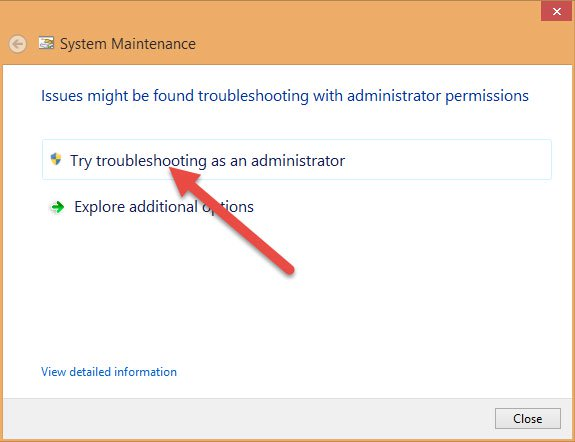 System Maintenance
Issues might be found troubleshooting with administrator permissions
Try troubleshooting as an administrator
Explore additional options
View detailed information
Close